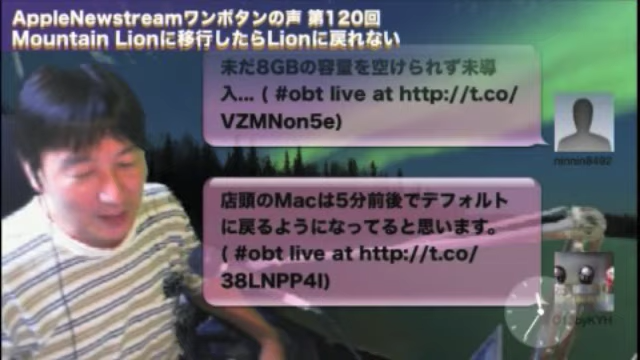 AppleNewstreamワンボタンの声 第120回
Mountain Lionに移行したらLionに戻れない
未だ8GBの容量を空けられず未導
入... ( #obt live at http://t.co/
VZMNon5e)
ninnin8492
店頭のMacは5分前後でデフォルト
に戻るようになってると思います。
( #obt live at http://t.co/
38LNPP4I)